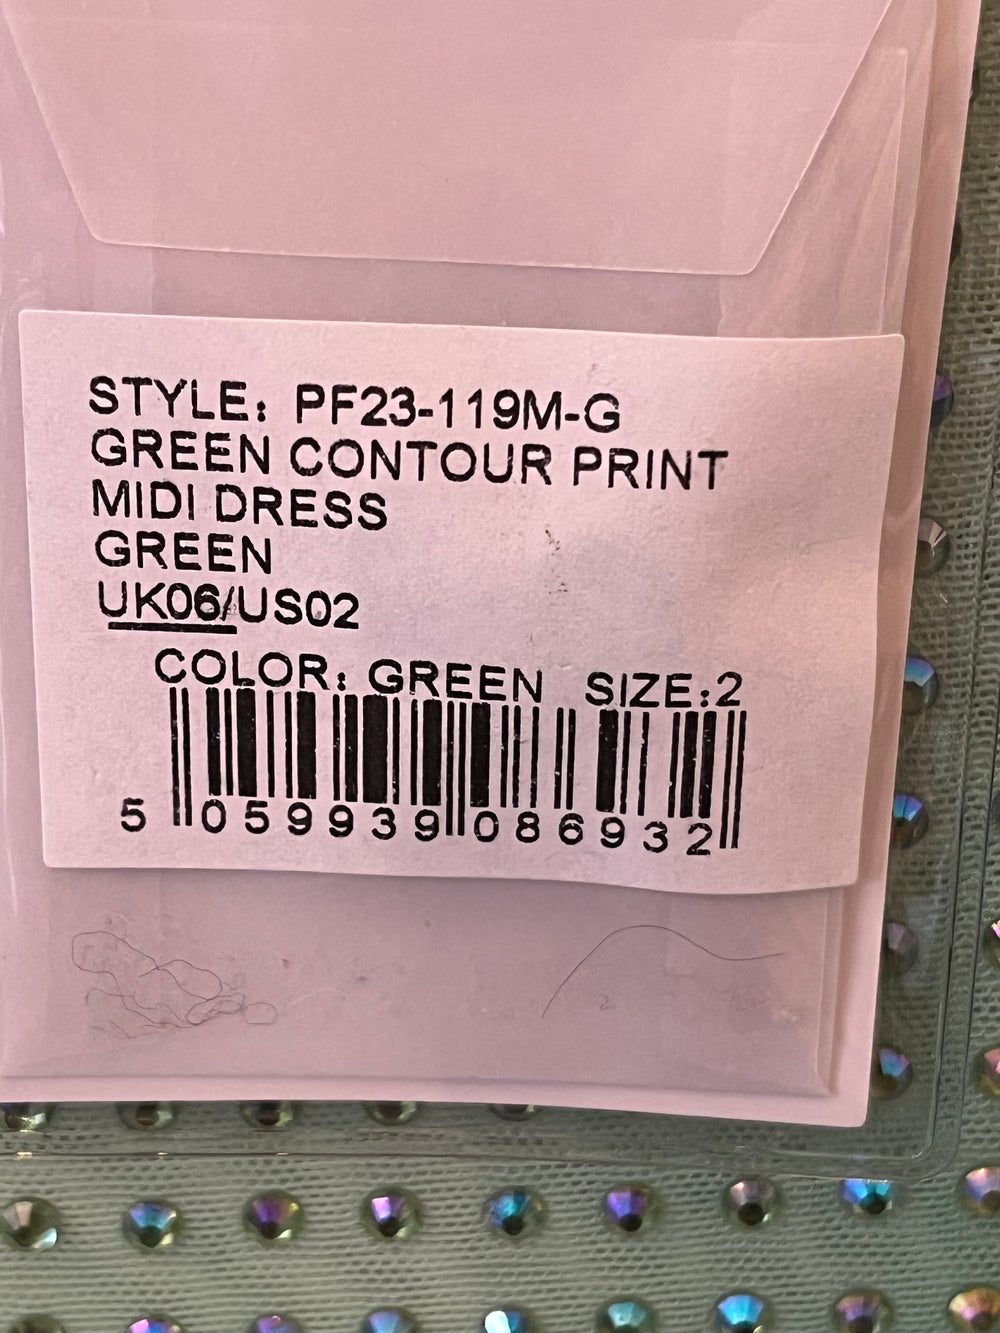 STYLE: PF23-119M-G
GREEN CONTOUR PRINT
MIDI DRESS
GREEN
UK06/US02
COLOR: GREEN SIZE:2
5 059939 086932